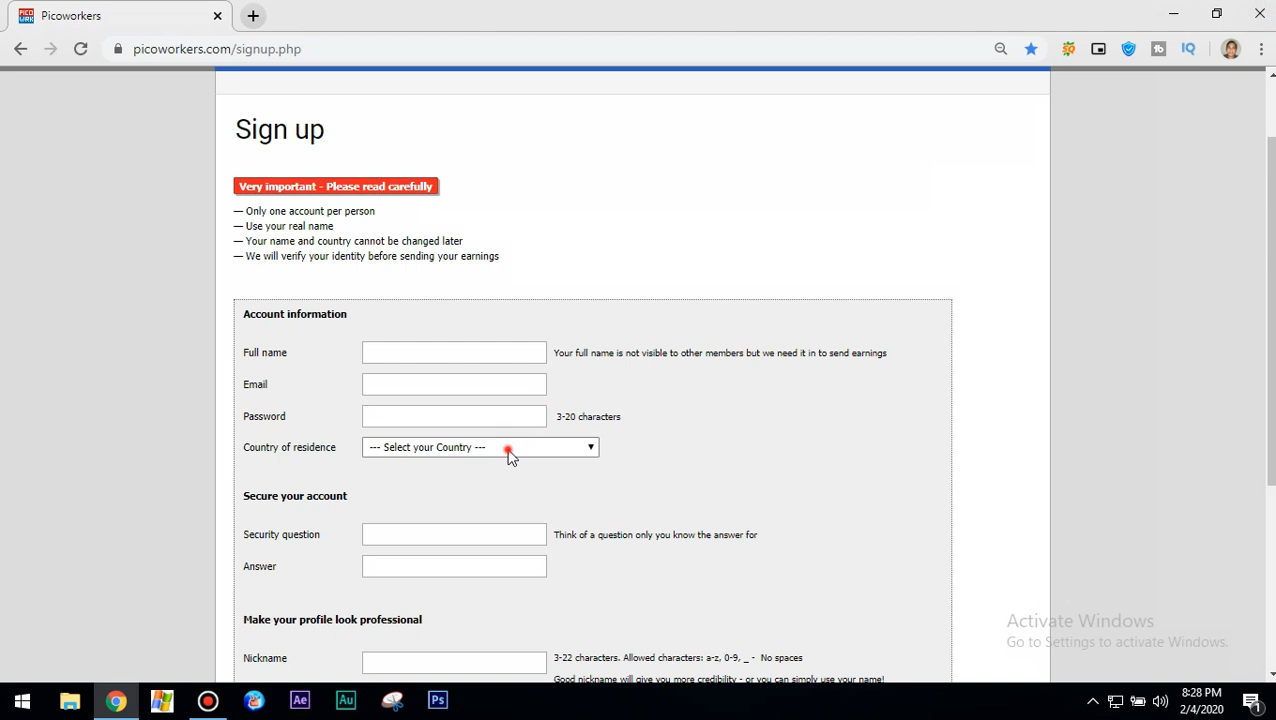 Picoworkers
picoworkers.com/signup.php
Sign up
Very important - Please read carefully
— Only one account per person
— Use your real name
— Your name and country cannot be changed later
— We will verify your identity before sending your earnings
Account information
Full name
Your full name is not visible to other members but we need it in to send earnings
Email
Password
3-20 characters
Country of residence
--- Select your Country ---
Secure your account
Security question
Think of a question only you know the answer for
Answer
Make your profile look professional
Nickname
3-22 characters. Allowed characters: a-z, 0-9, _ - No spaces
Good nickname will give you more credibility - or you can simply use your name!
Activate Windows
Go to Settings to activate Windows.
Ae
Au
Ps
8:28 PM
2/4/2020
1